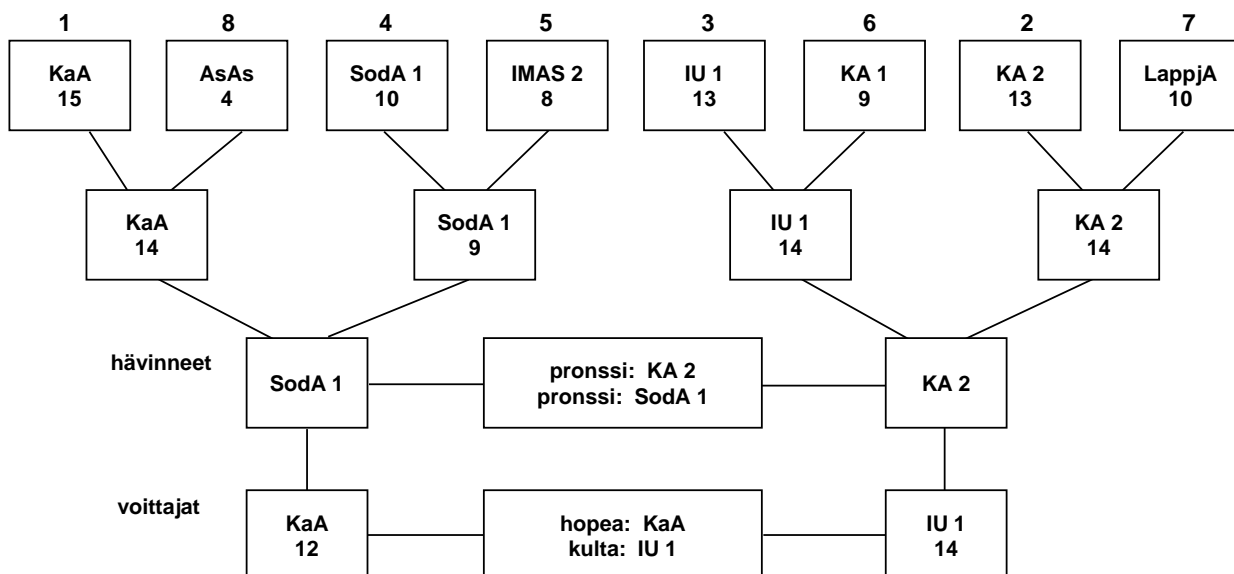 1 8 4 5 3 6 2 7
KaA AsAs SodA 1 IMAS 2 IU 1 KA 1 KA 2 LappjA
15 4 10 8 13 9 13 10
KaA SodA 1 IU 1 KA 2
14 9 14 14
hävinneet
SodA 1
pronssi: KA 2
pronssi: SodA 1
KA 2
voittajat
KaA
12
hopea: KaA
kulta: IU 1
IU 1
14